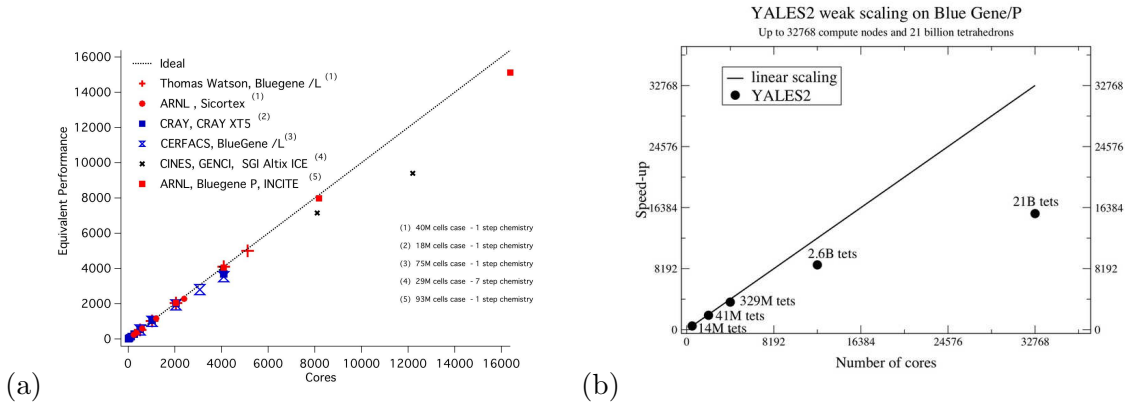 16000
14000
12000
10000
8000
6000
4000
2000
0
Equivalent Performance
Ideal
Thomas Watson, Bluegene /L (1)
ARNL , Sicortex (1)
CRAY, CRAY XT5 (2)
CERFACS, BlueGene /L(3)
CINES, GENCI, SGI Altix ICE (4)
ARNL, Bluegene P, INCITE (5)
(1) 40M cells case - 1 step chemistry
(2) 18M cells case - 1 step chemistry
(3) 75M cells case - 1 step chemistry
(4) 29M cells case - 7 step chemistry
(5) 93M cells case - 1 step chemistry
0 2000 4000 6000 8000 10000 12000 14000 16000
Cores
(a)
YALES2 weak scaling on Blue Gene/P
Up to 32768 compute nodes and 21 billion tetrahedrons
linear scaling
YALES2
32768
24576
16384
8192
0
Speed-up
32768
24576
16384
8192
0
21B tets
2.6B tets
329M tets
41M tets
14M tets
0 8192 16384 24576 32768
Number of cores
(b)